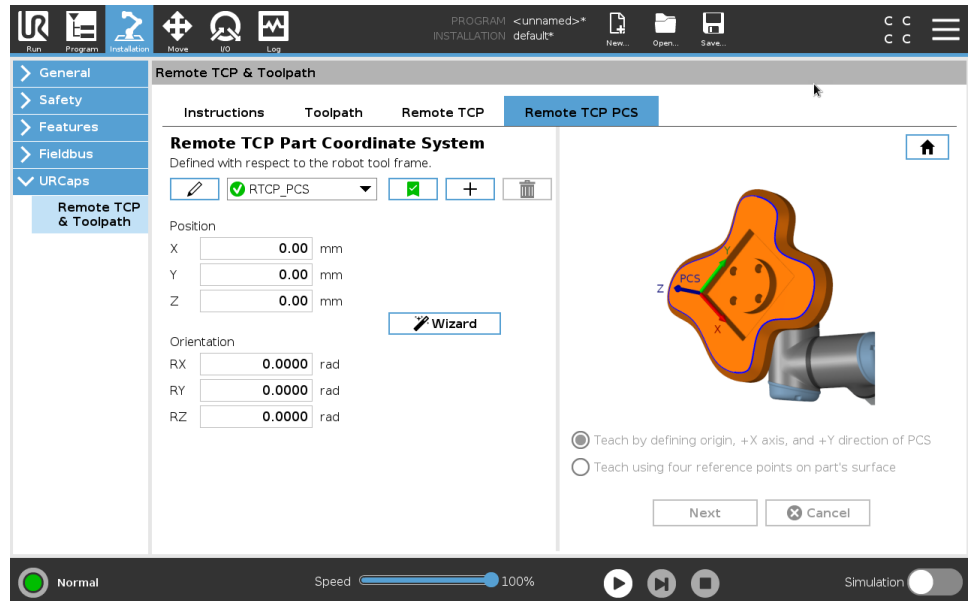 UR
Run
Program
Installation
Move
I/O
Log
PROGRAM <unnamed>*
INSTALLATION default*
New...
Open...
Save...
C C
C C
General
Safety
Features
Fieldbus
URCaps
Remote TCP
& Toolpath
Remote TCP & Toolpath
Instructions
Toolpath
Remote TCP
Remote TCP PCS
Remote TCP Part Coordinate System
Defined with respect to the robot tool frame.
RTCP_PCS
Position
X 0.00 mm
Y 0.00 mm
Z 0.00 mm
Wizard
Orientation
RX 0.0000 rad
RY 0.0000 rad
RZ 0.0000 rad
Y
PCS
Z
X
Teach by defining origin, +X axis, and +Y direction of PCS
Teach using four reference points on part's surface
Next
Cancel
Normal
Speed 100%
Simulation